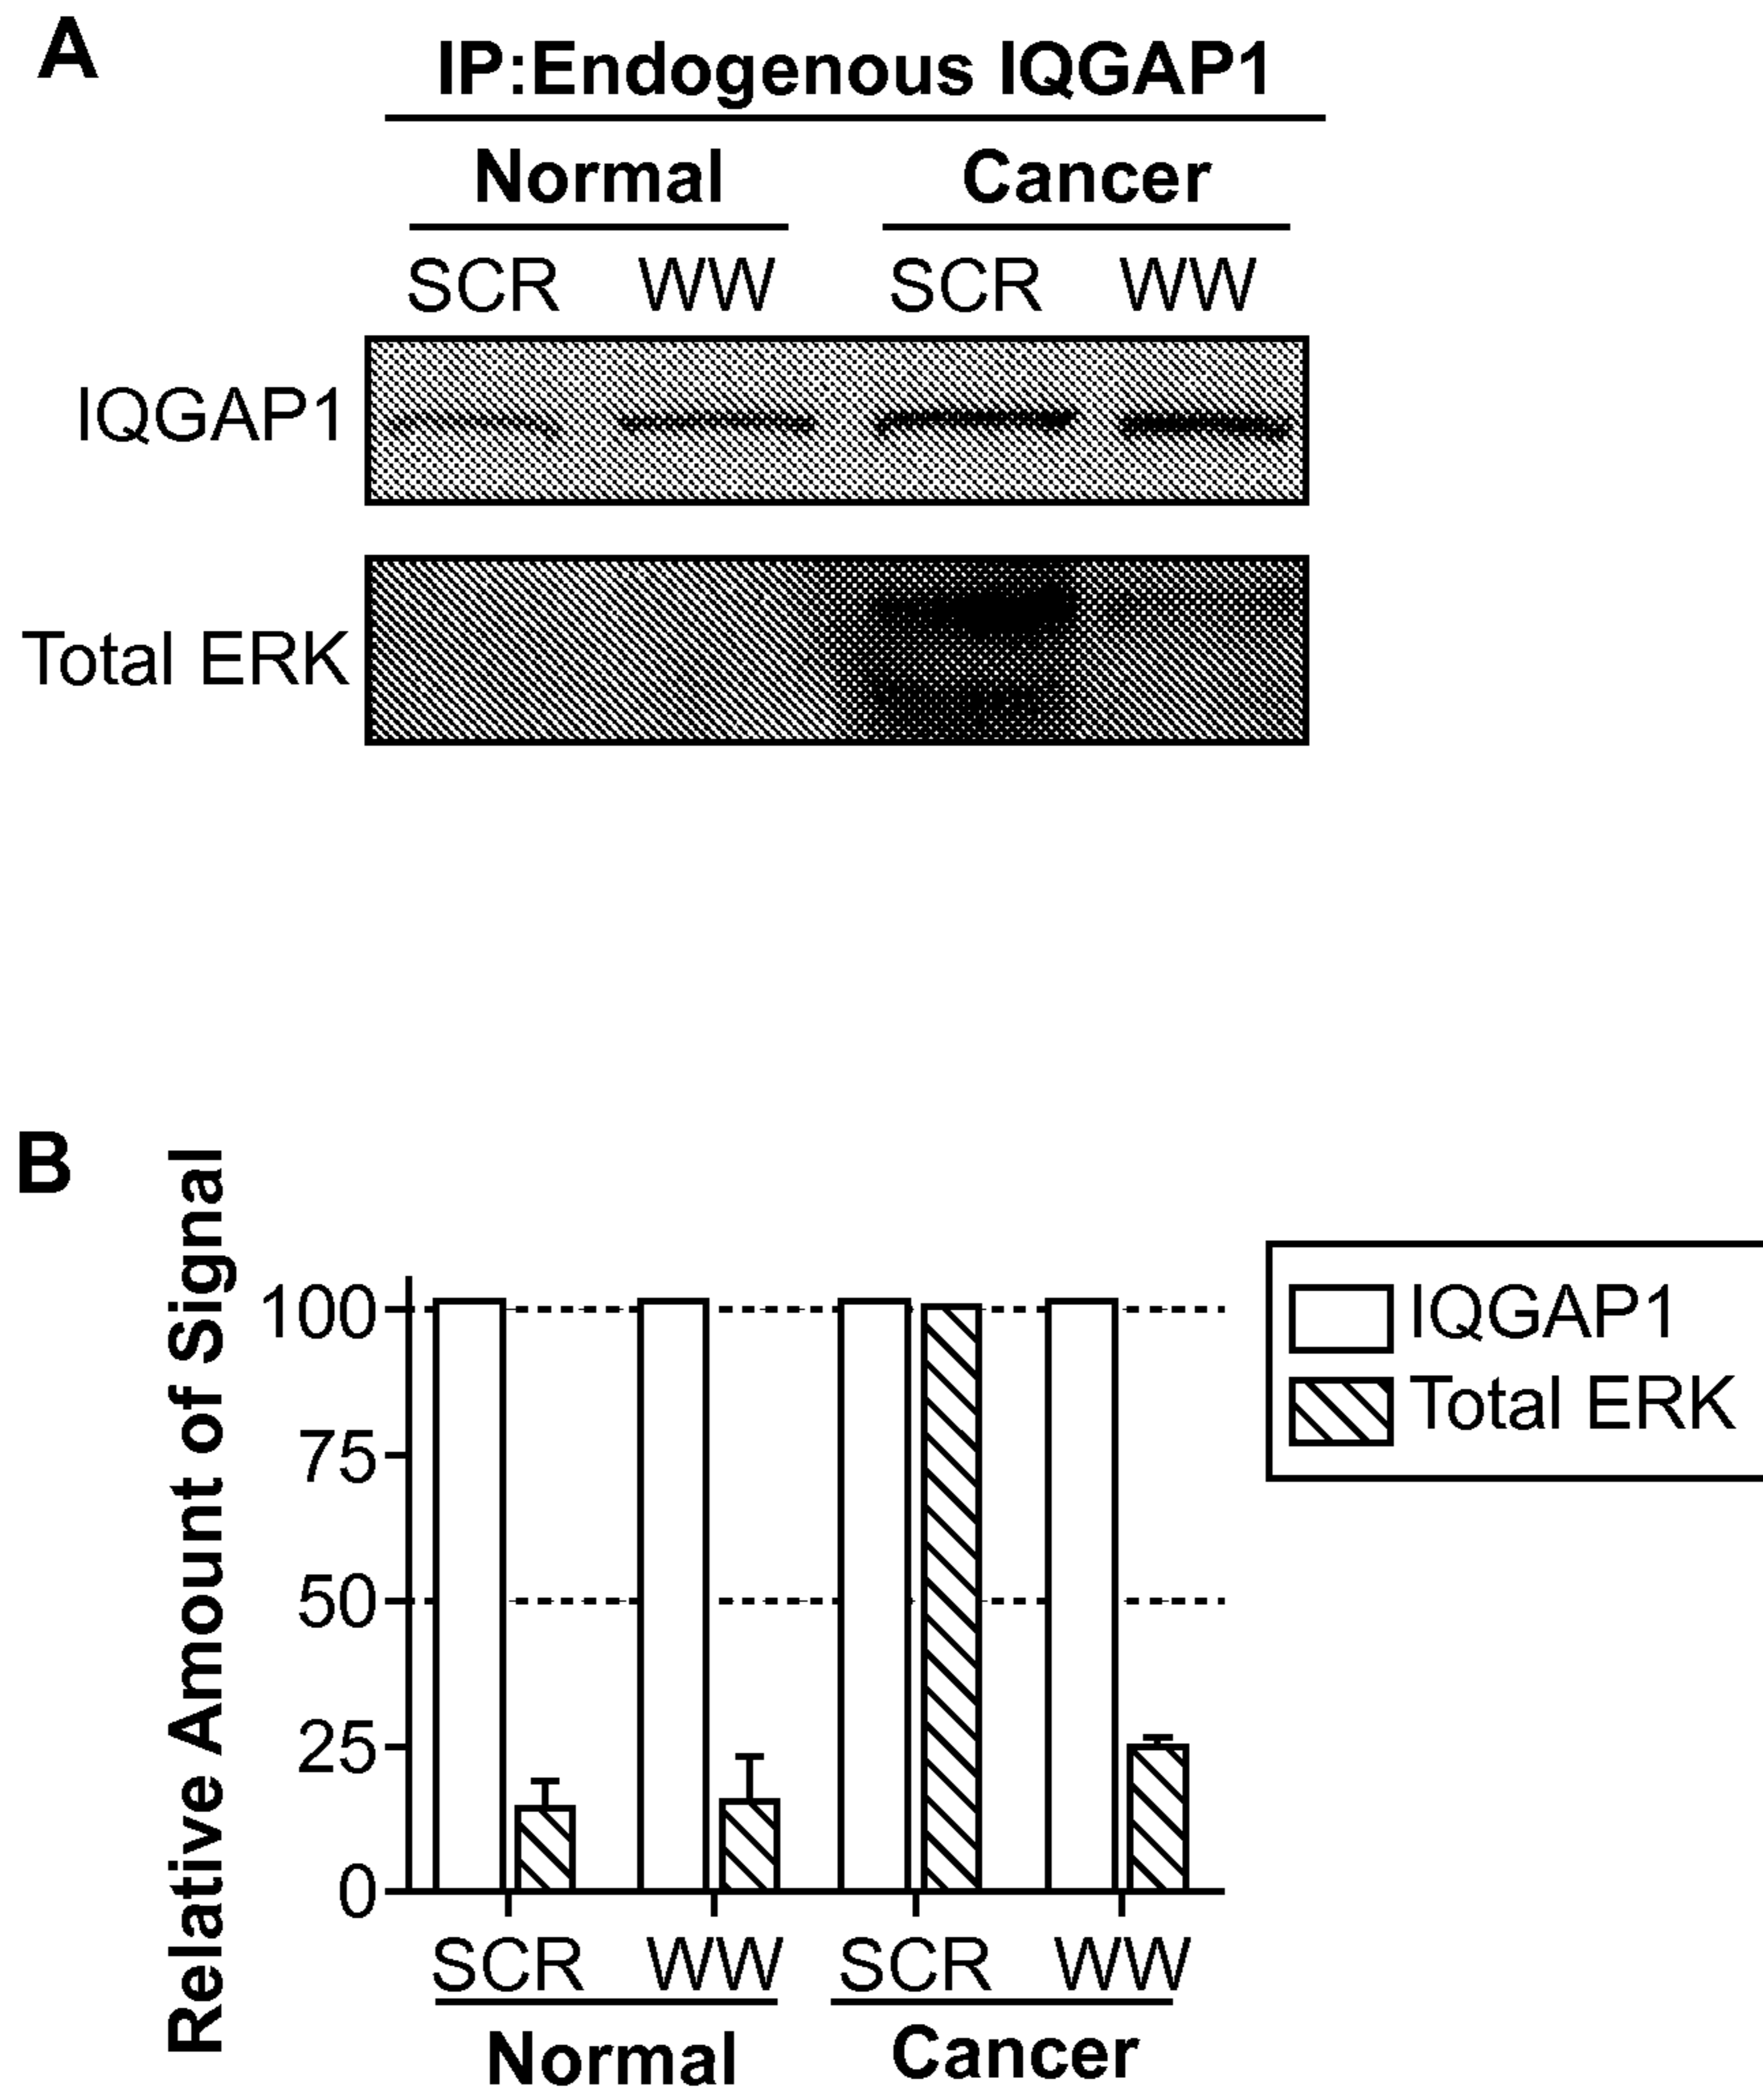 A
IP:Endogenous IQGAP1
Normal Cancer
SCR WW SCR WW
IQGAP1
Total ERK
B
Relative Amount of Signal
100
75
50
25
0
IQGAP1
Total ERK
SCR WW SCR WW
Normal Cancer